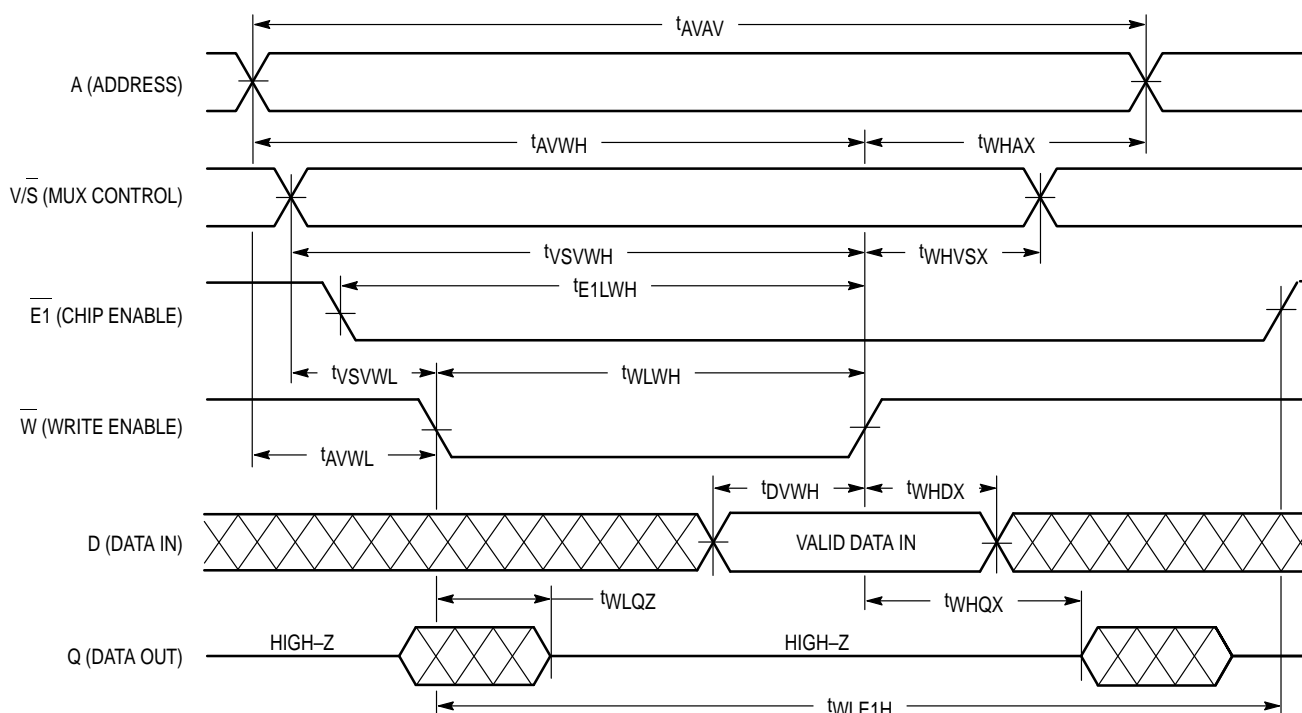 tAVAV
A (ADDRESS)
tAVWH
tWHAX
V/S̅ (MUX CONTROL)
tVSVWH
tWHVSX
tE1LWH
E̅1̅ (CHIP ENABLE)
tVSVWL
tWLWH
W̅ (WRITE ENABLE)
tAVWL
tDVWH
tWHDX
D (DATA IN)
VALID DATA IN
tWLQZ
tWHQX
HIGH–Z
HIGH–Z
Q (DATA OUT)
tWLE1H